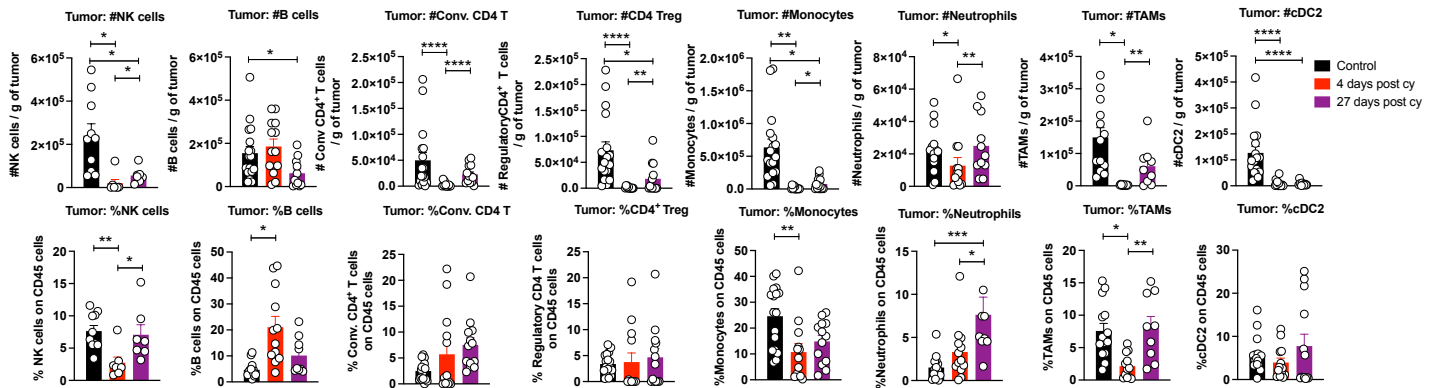 Tumor: #NK cells
#NK cells / g of tumor
6×10⁵
4×10⁵
2×10⁵
0
*
*
*
Tumor: #B cells
#B cells / g of tumor
6×10⁵
4×10⁵
2×10⁵
0
*
Tumor: #Conv. CD4 T
# Conv CD4⁺ T cells
/ g of tumor
2.5×10⁵
2.0×10⁵
1.5×10⁵
1.0×10⁵
5.0×10⁴
0.0
****
****
Tumor: #CD4 Treg
# RegulatoryCD4⁺ T cells
/ g of tumor
2.5×10⁵
2.0×10⁵
1.5×10⁵
1.0×10⁵
5.0×10⁴
0.0
****
*
**
Tumor: #Monocytes
#Monocytes / g of tumor
2.5×10⁶
2.0×10⁶
1.5×10⁶
1.0×10⁶
5.0×10⁵
0.0
**
*
*
Tumor: #Neutrophils
#Neutrophils / g of tumor
8×10⁴
6×10⁴
4×10⁴
2×10⁴
0
*
**
Tumor: #TAMs
#TAMs / g of tumor
5×10⁵
4×10⁵
3×10⁵
2×10⁵
1×10⁵
0
*
**
Tumor: #cDC2
#cDC2 / g of tumor
5×10⁵
4×10⁵
3×10⁵
2×10⁵
1×10⁵
0
****
****
Control
4 days post cy
27 days post cy
Tumor: %NK cells
% NK cells on CD45 cells
20
15
10
5
0
**
*
Tumor: %B cells
%B cells on CD45 cells
50
40
30
20
10
0
*
Tumor: %Conv. CD4 T
% Conv. CD4⁺ T cells
on CD45 cells
30
20
10
0
Tumor: %CD4⁺ Treg
% Regulatory CD4 T cells
on CD45 cells
30
20
10
0
Tumor: %Monocytes
%Monocytes on CD45 cells
50
40
30
20
10
0
**
Tumor: %Neutrophils
%Neutrophils on CD45 cells
15
10
5
0
***
*
Tumor: %TAMs
%TAMs on CD45 cells
25
20
15
10
5
0
*
**
Tumor: %cDC2
%cDC2 on CD45 cells
30
20
10
0